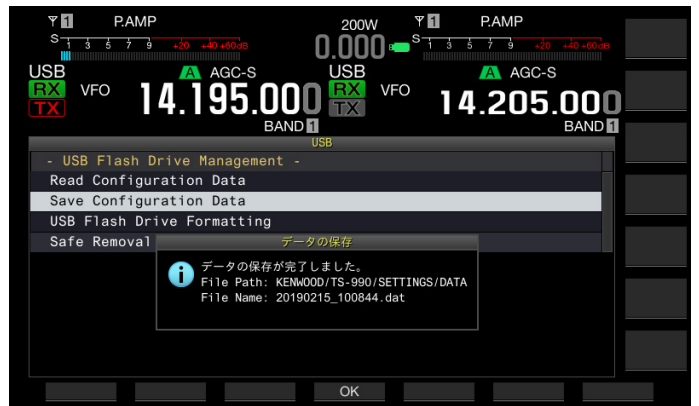 1 P.AMP 200W 1 P.AMP
S 1 3 5 7 9 +20 +40 +60dB 0.000 S 1 3 5 7 9 +20 +40 +60dB
USB A AGC-S USB A AGC-S
RX VFO 14.195.000 RX VFO 14.205.000
TX TX
BAND 1 BAND 1
USB
- USB Flash Drive Management -
Read Configuration Data
Save Configuration Data
USB Flash Drive Formatting
Safe Removal
データの保存
データの保存が完了しました。
File Path: KENWOOD/TS-990/SETTINGS/DATA
File Name: 20190215_100844.dat
OK